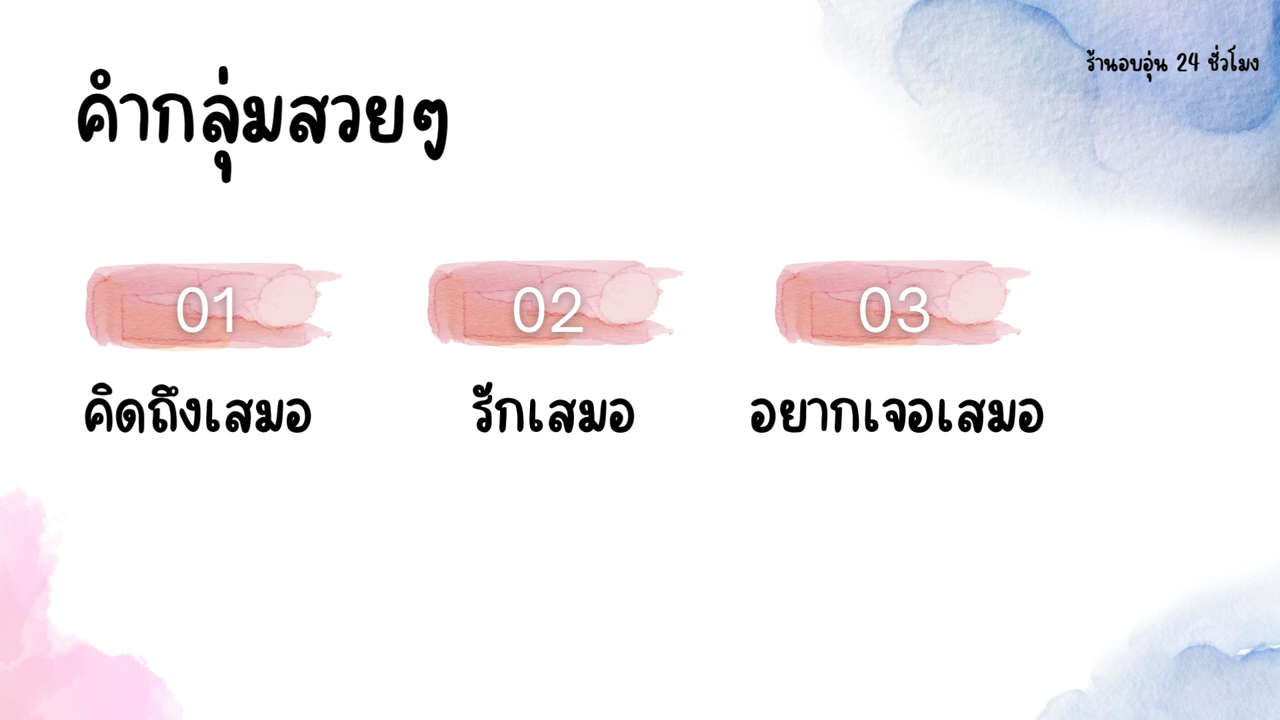 ร้านอบอุ่น 24 ชั่วโมง
คำกลุ่มสวยๆ
01 02 03
คิดถึงเสมอ รักเสมอ อยากเจอเสมอ